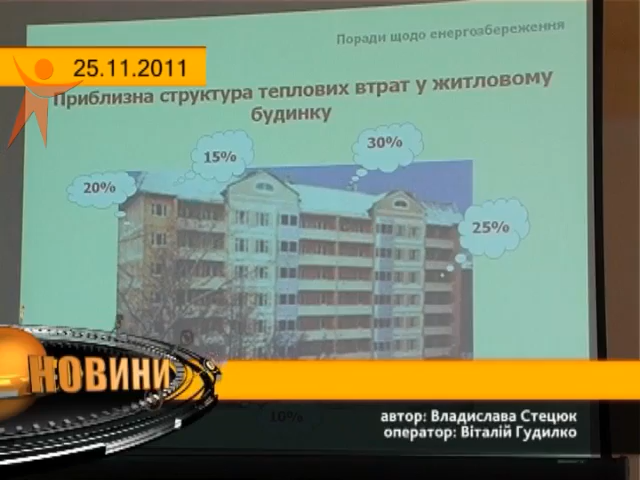 Поради щодо енергозбереження
25.11.2011
Приблизна структура теплових втрат у житловому
будинку
15%
30%
20%
25%
НОВИНИ
10%
автор: Владислава Стецюк
оператор: Віталій Гудилко